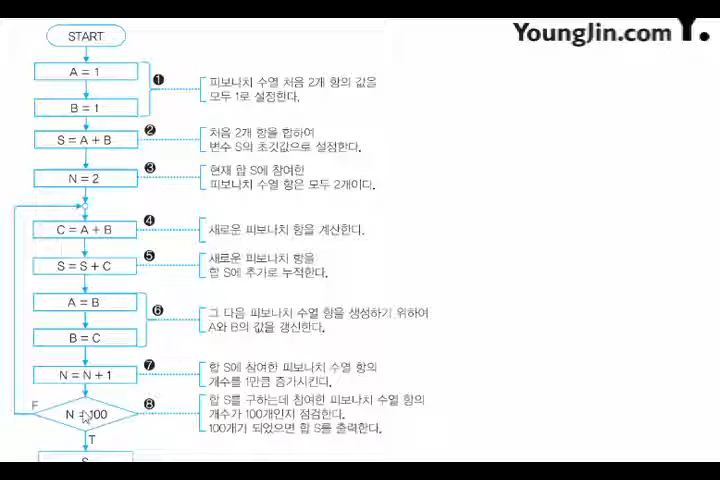 YoungJin.com Y.
START
A = 1
B = 1
❶
피보나치 수열 처음 2개 항의 값을
모두 1로 설정한다.
S = A + B
❷
처음 2개 항을 합하여
변수 S의 초깃값으로 설정한다.
N = 2
❸
현재 합 S에 참여한
피보나치 수열 항은 모두 2개이다.
C = A + B
❹
새로운 피보나치 항을 계산한다.
S = S + C
❺
새로운 피보나치 항을
합 S에 추가로 누적한다.
A = B
B = C
❻
그 다음 피보나치 수열 항을 생성하기 위하여
A와 B의 값을 갱신한다.
N = N + 1
❼
합 S에 참여한 피보나치 수열 항의
개수를 1만큼 증가시킨다.
F
N = 100
T
❽
합 S를 구하는데 참여한 피보나치 수열 항의
개수가 100개인지 점검한다.
100개가 되었으면 합 S를 출력한다.
S